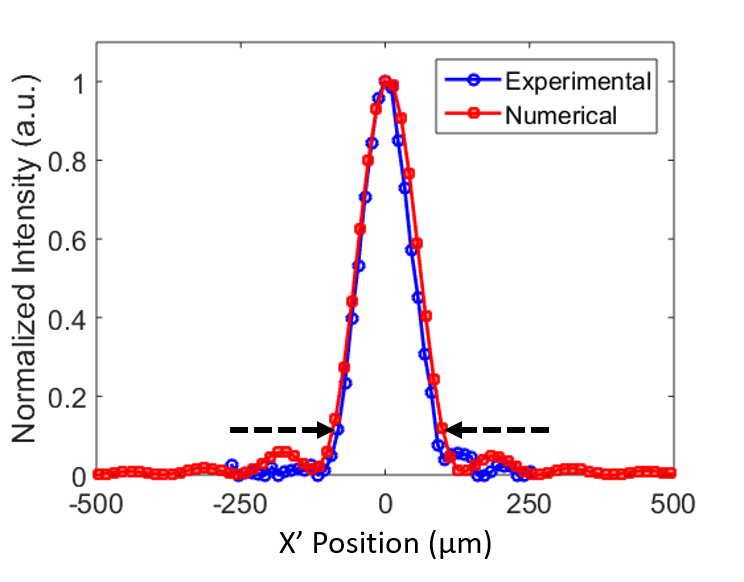 Normalized Intensity (a.u.)
1
0.8
0.6
0.4
0.2
0
-500
-250
0
250
500
X’ Position (μm)
Experimental
Numerical